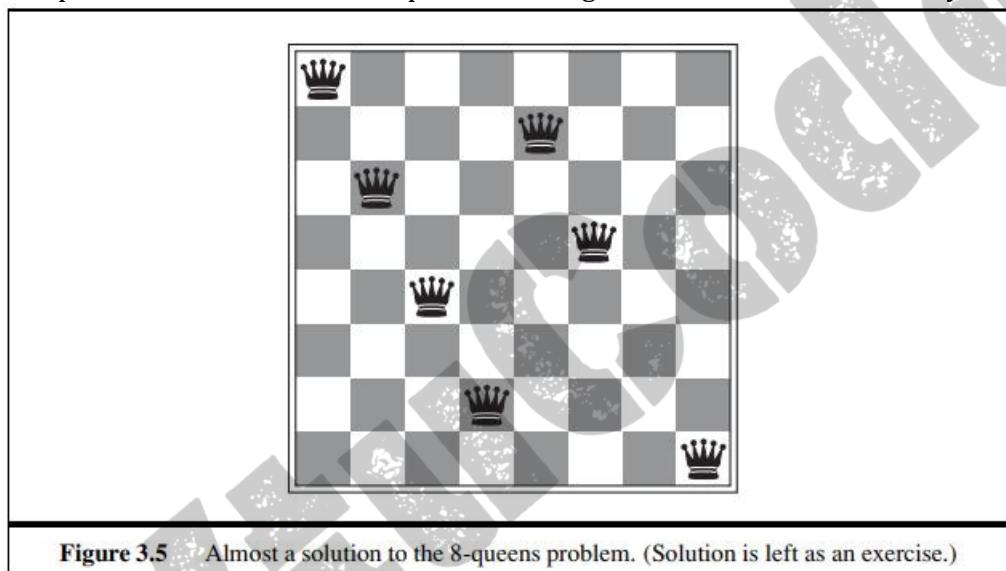 Figure 3.5 Almost a solution to the 8-queens problem. (Solution is left as an exercise.)